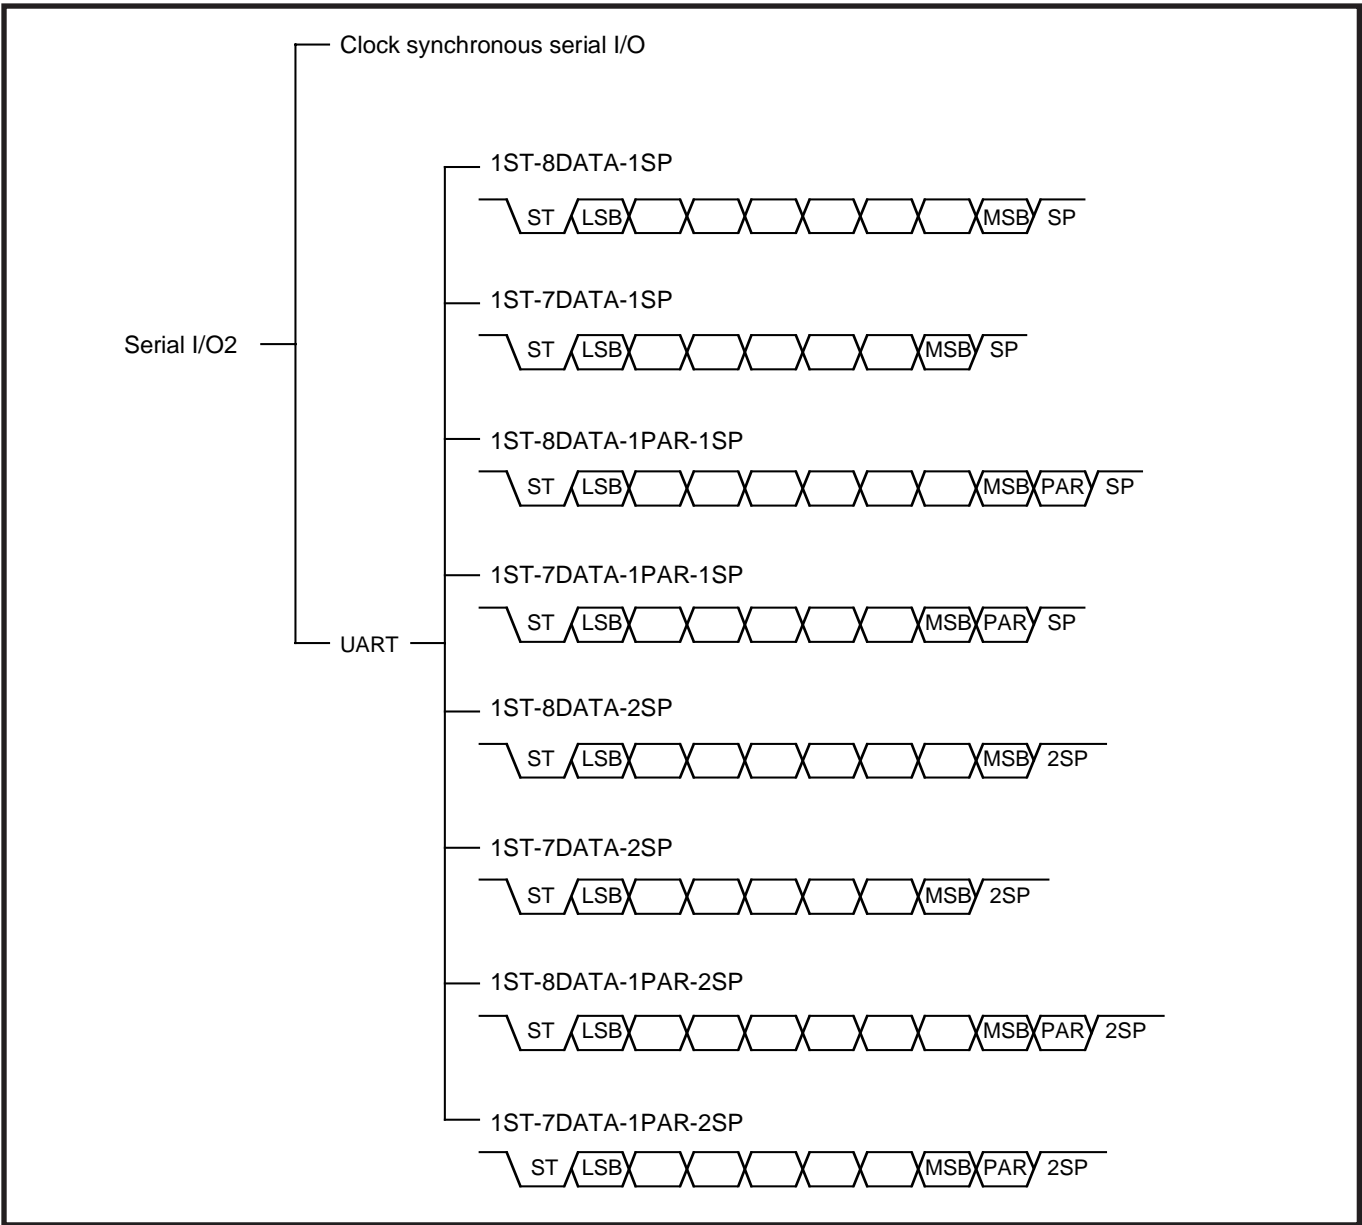 Clock synchronous serial I/O
1ST-8DATA-1SP
ST LSB MSB SP
1ST-7DATA-1SP
ST LSB MSB SP
Serial I/O2
1ST-8DATA-1PAR-1SP
ST LSB MSB PAR SP
1ST-7DATA-1PAR-1SP
ST LSB MSB PAR SP
UART
1ST-8DATA-2SP
ST LSB MSB 2SP
1ST-7DATA-2SP
ST LSB MSB 2SP
1ST-8DATA-1PAR-2SP
ST LSB MSB PAR 2SP
1ST-7DATA-1PAR-2SP
ST LSB MSB PAR 2SP